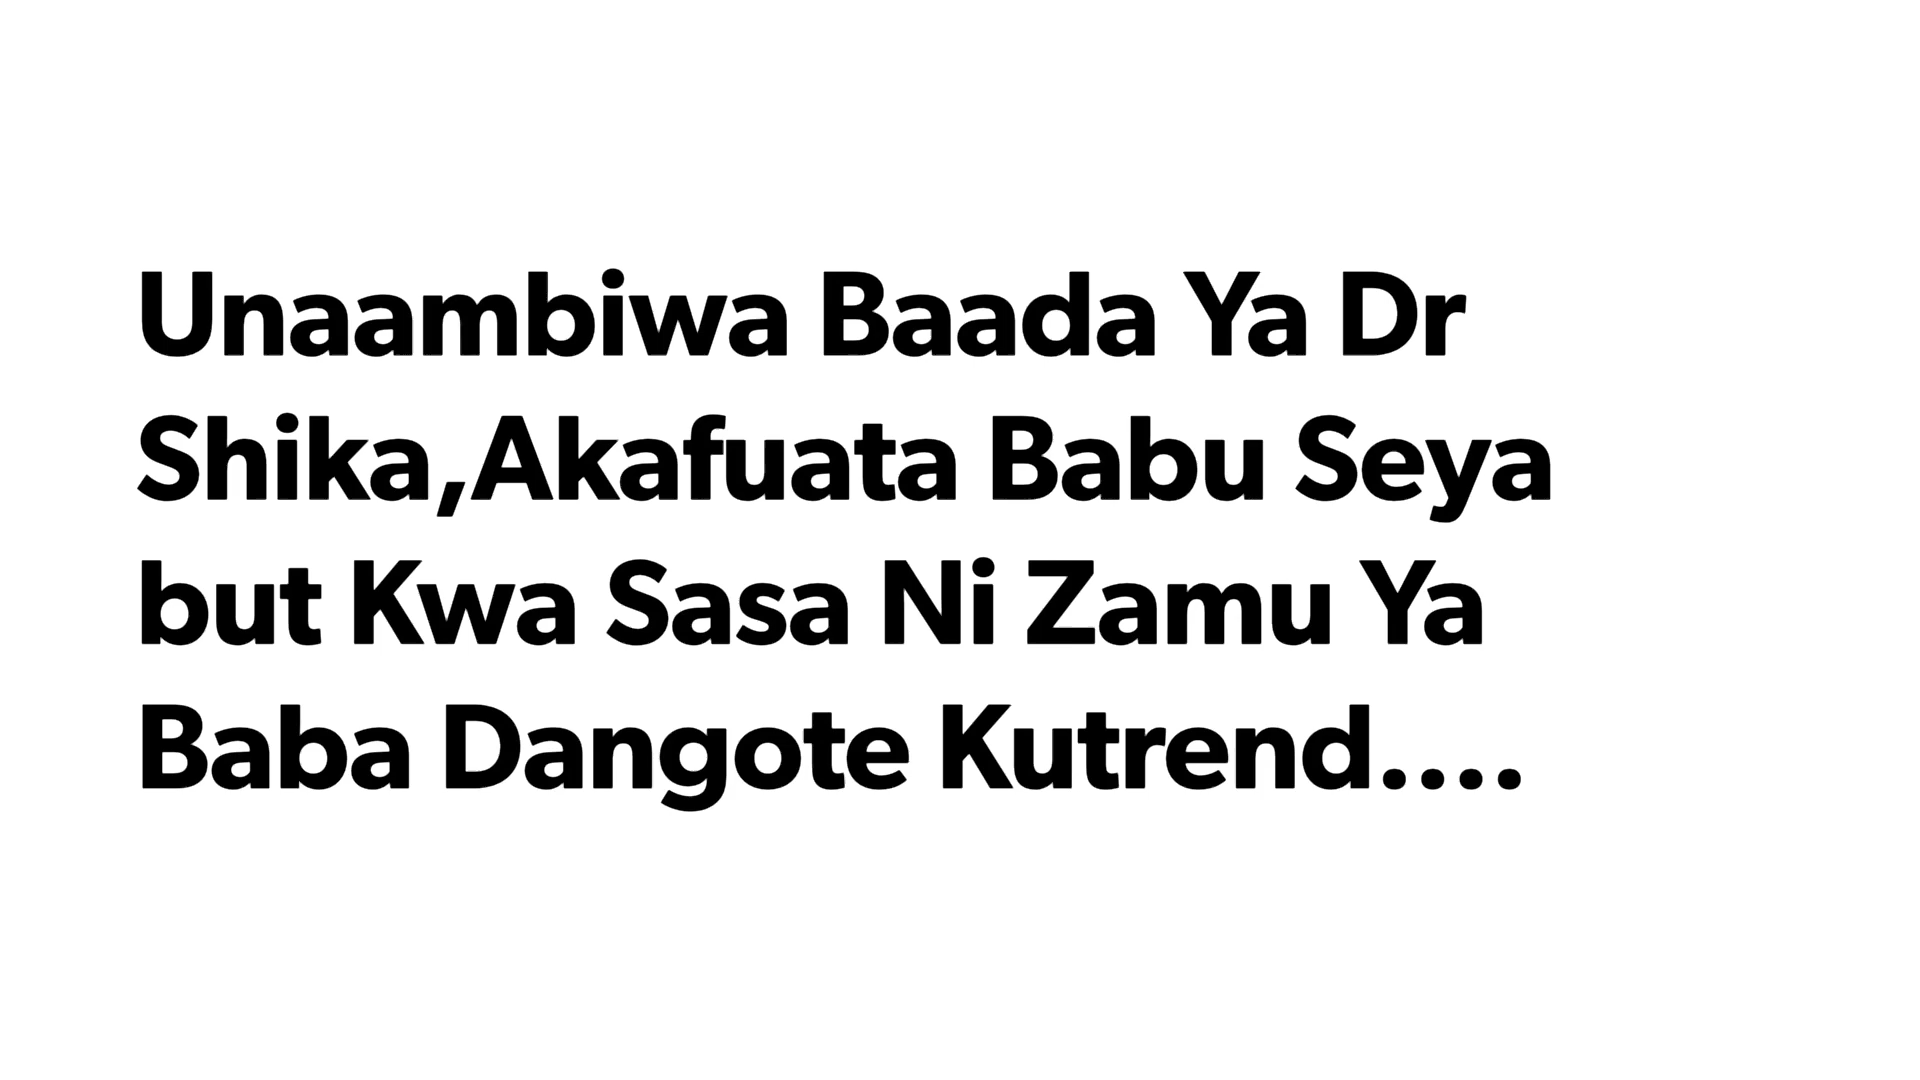 Unaambiwa Baada Ya Dr
Shika,Akafuata Babu Seya
but Kwa Sasa Ni Zamu Ya
Baba Dangote Kutrend....